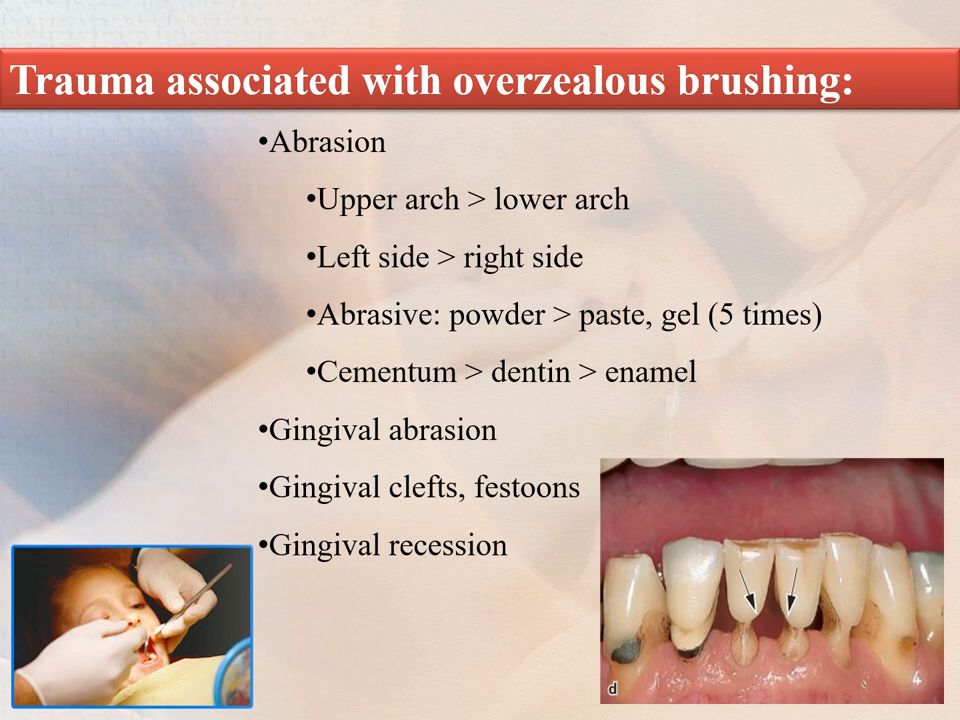 Trauma associated with overzealous brushing:
•Abrasion
•Upper arch > lower arch
•Left side > right side
•Abrasive: powder > paste, gel (5 times)
•Cementum > dentin > enamel
•Gingival abrasion
•Gingival clefts, festoons
•Gingival recession
d
4